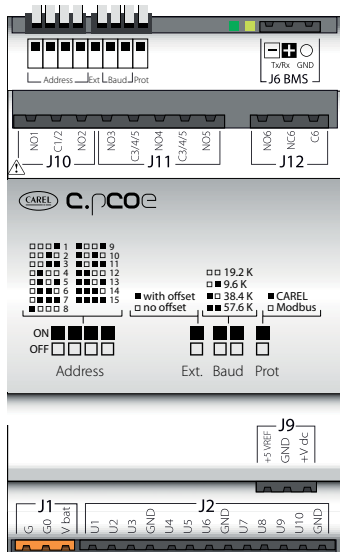 Tx/Rx GND
Address Ext Baud Prot
J6 BMS
NO1 C1/2 NO2 NO3 C3/4/5 NO4 C3/4/5 NO5 NO6 NC6 C6
J10 J11 J12
CAREL c.pCOe
1 9
2 10
3 11
4 12
5 13
6 14
7 15
8
with offset
no offset
19.2 K
9.6 K
38.4 K
57.6 K
CAREL
Modbus
ON
OFF
Address Ext. Baud Prot
J9
+5 VREF GND +V dc
J1 J2
G G0 V bat U1 U2 U3 GND U4 U5 U6 GND U7 U8 U9 U10 GND